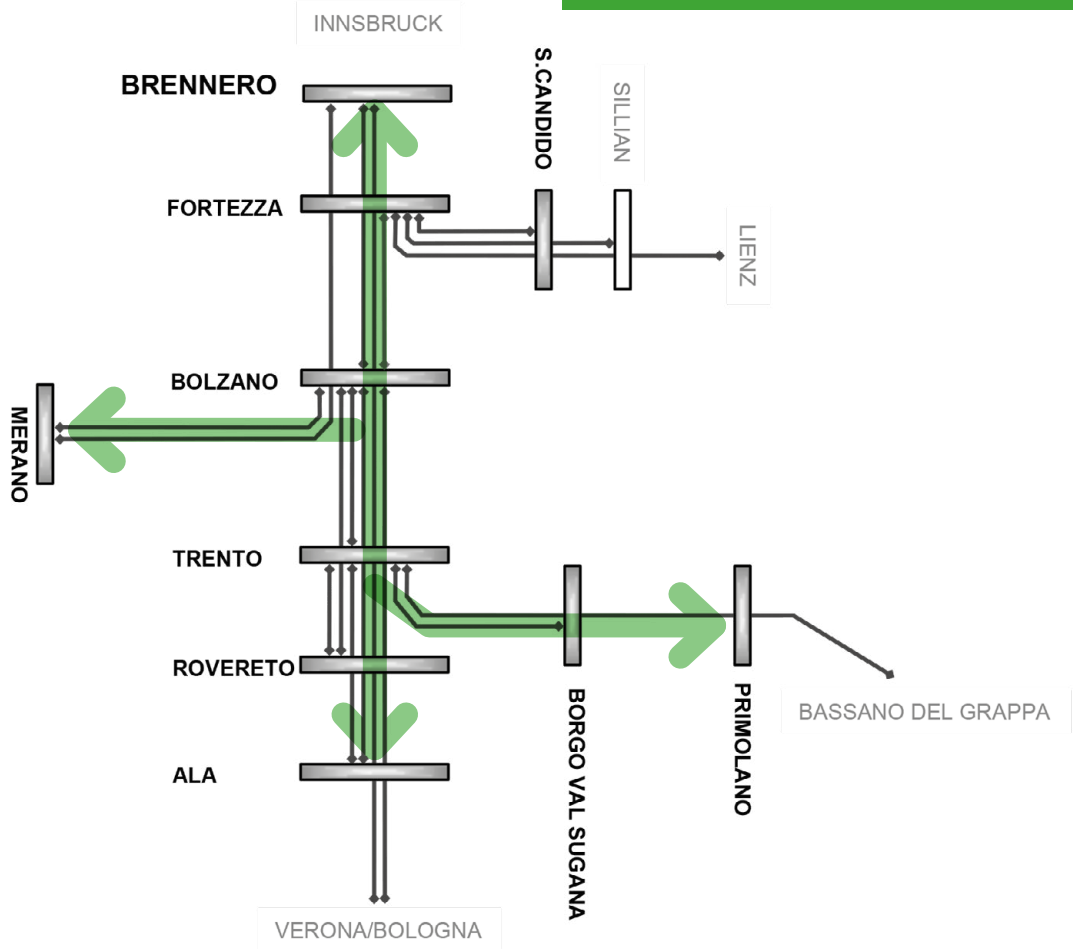 INNSBRUCK
BRENNERO
S.CANDIDO
SILLIAN
FORTEZZA
LIENZ
BOLZANO
MERANO
TRENTO
ROVERETO
BORGO VAL SUGANA
PRIMOLANO
BASSANO DEL GRAPPA
ALA
VERONA/BOLOGNA